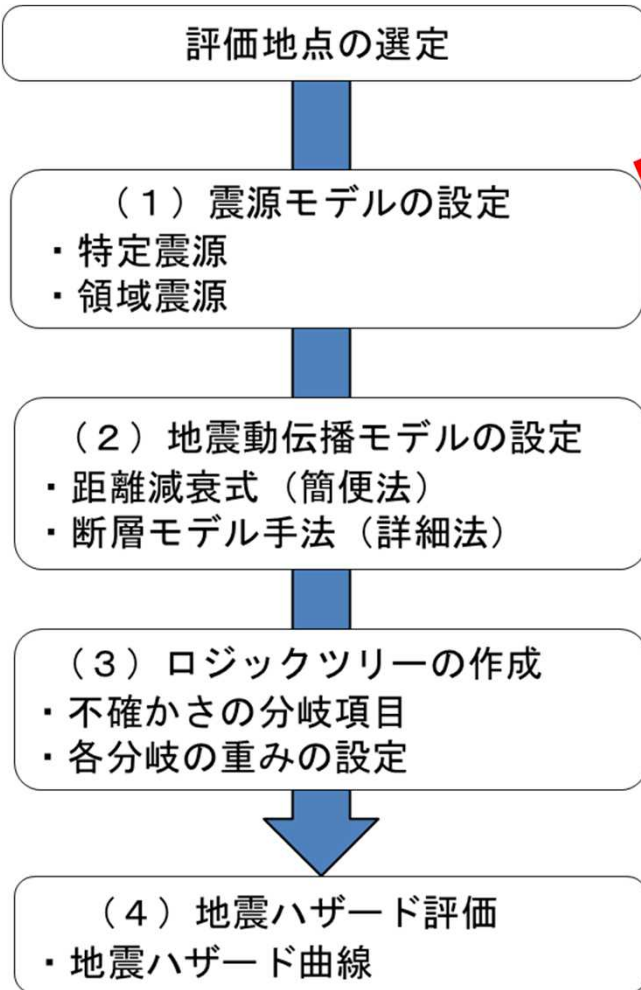 評価地点の選定
（１）震源モデルの設定
・特定震源
・領域震源
（２）地震動伝播モデルの設定
・距離減衰式（簡便法）
・断層モデル手法（詳細法）
（３）ロジックツリーの作成
・不確かさの分岐項目
・各分岐の重みの設定
（４）地震ハザード評価
・地震ハザード曲線